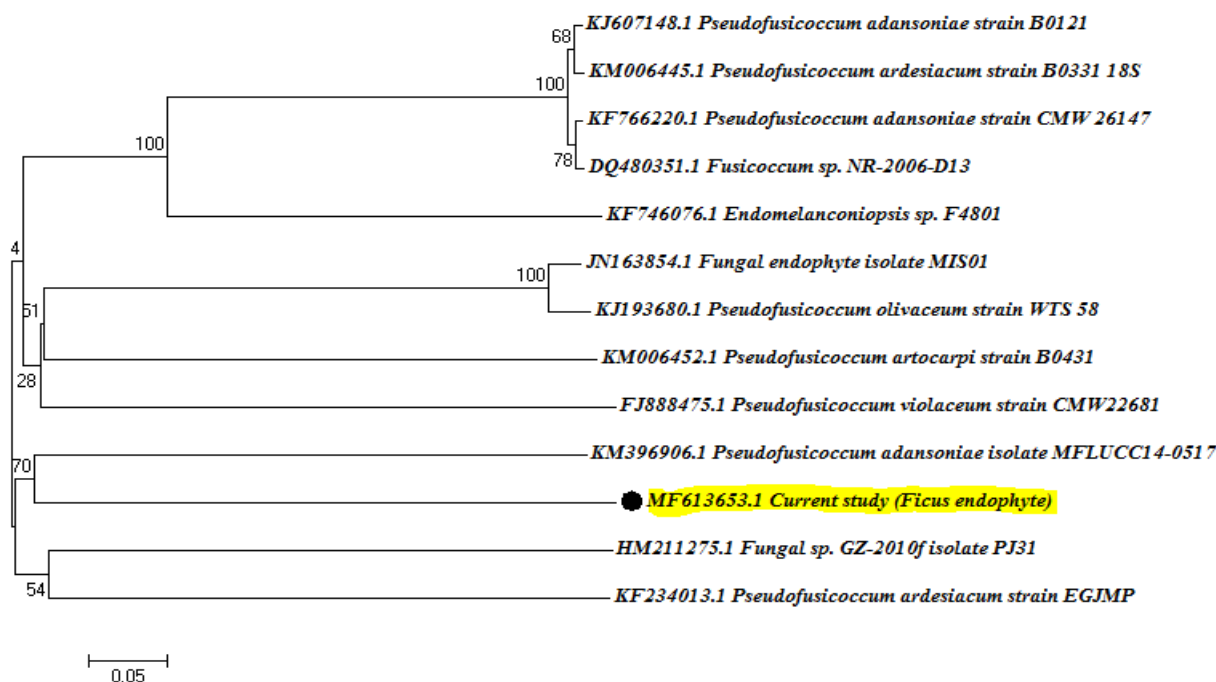 KJ607148.1 Pseudofusicoccum adansoniae strain B0121
68
KM006445.1 Pseudofusicoccum ardesiacum strain B0331 18S
100
KF766220.1 Pseudofusicoccum adansoniae strain CMW 26147
100
78
DQ480351.1 Fusicoccum sp. NR-2006-D13
KF746076.1 Endomelanconiopsis sp. F4801
4
JN163854.1 Fungal endophyte isolate MIS01
100
KJ193680.1 Pseudofusicoccum olivaceum strain WTS 58
51
KM006452.1 Pseudofusicoccum artocarpi strain B0431
28
FJ888475.1 Pseudofusicoccum violaceum strain CMW22681
KM396906.1 Pseudofusicoccum adansoniae isolate MFLUCC14-0517
70
MF613653.1 Current study (Ficus endophyte)
HM211275.1 Fungal sp. GZ-2010f isolate PJ31
54
KF234013.1 Pseudofusicoccum ardesiacum strain EGJMP
0.05